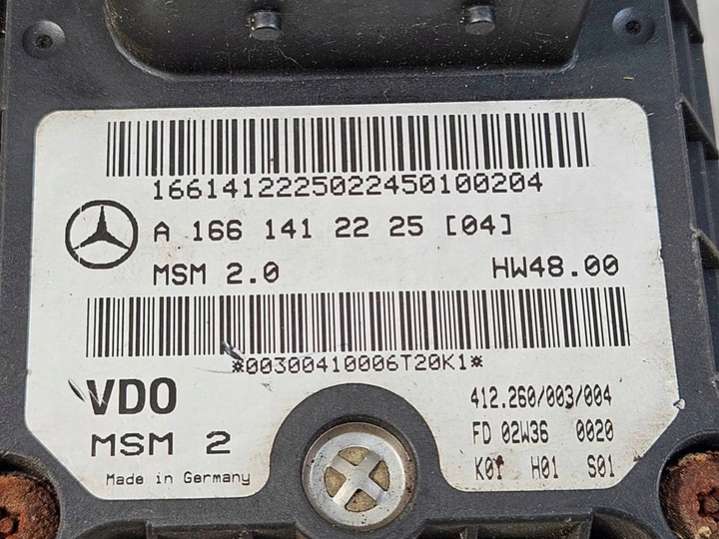 1661412225022450100204
A 166 141 22 25 [04]
MSM 2.0 HW48.00
*00300410006T20K1*
VDO 412.260/003/004
MSM 2 FD 02W36 0020
Made in Germany K01 H01 S01